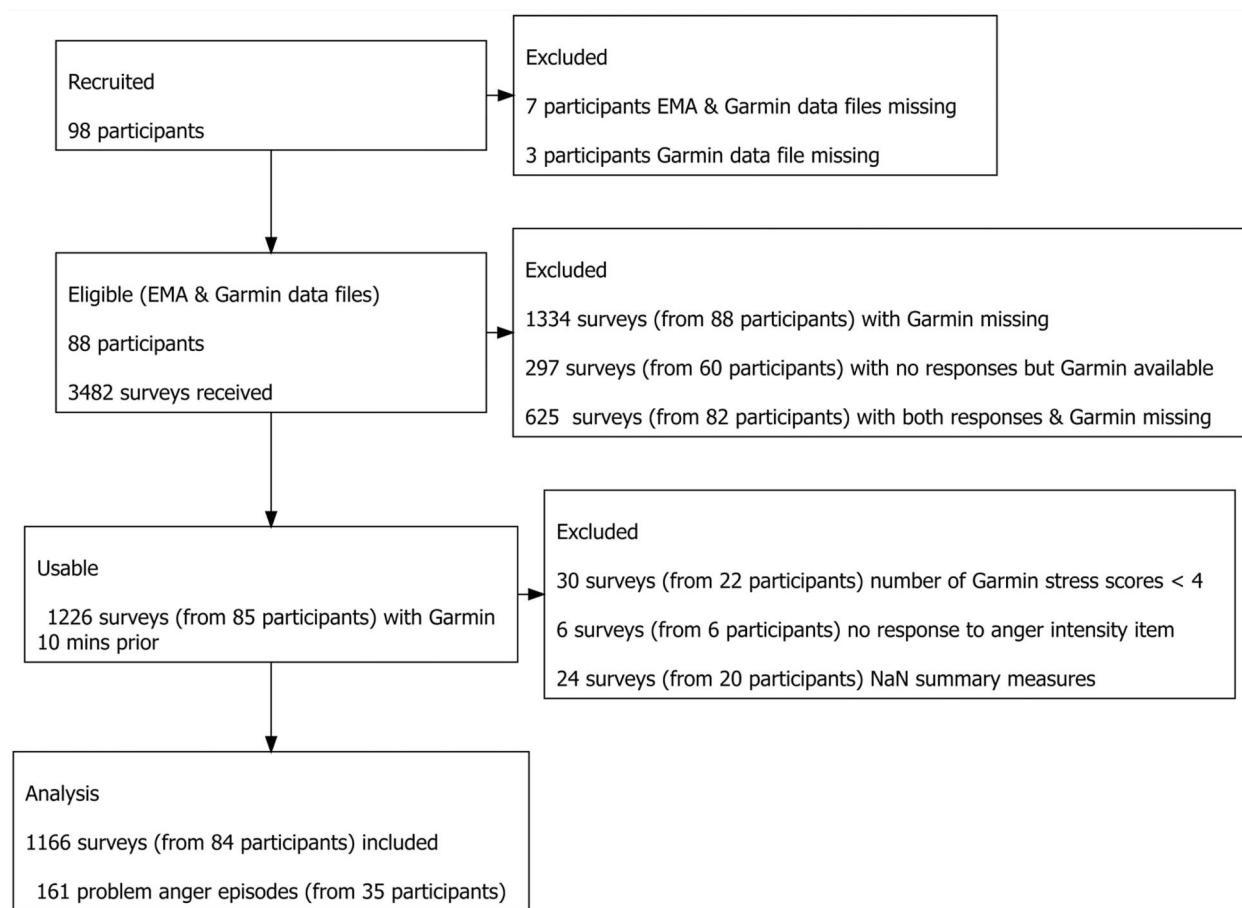 Recruited
98 participants
Excluded
7 participants EMA & Garmin data files missing
3 participants Garmin data file missing
Eligible (EMA & Garmin data files)
88 participants
3482 surveys received
Excluded
1334 surveys (from 88 participants) with Garmin missing
297 surveys (from 60 participants) with no responses but Garmin available
625 surveys (from 82 participants) with both responses & Garmin missing
Usable
1226 surveys (from 85 participants) with Garmin
10 mins prior
Excluded
30 surveys (from 22 participants) number of Garmin stress scores < 4
6 surveys (from 6 participants) no response to anger intensity item
24 surveys (from 20 participants) NaN summary measures
Analysis
1166 surveys (from 84 participants) included
161 problem anger episodes (from 35 participants)